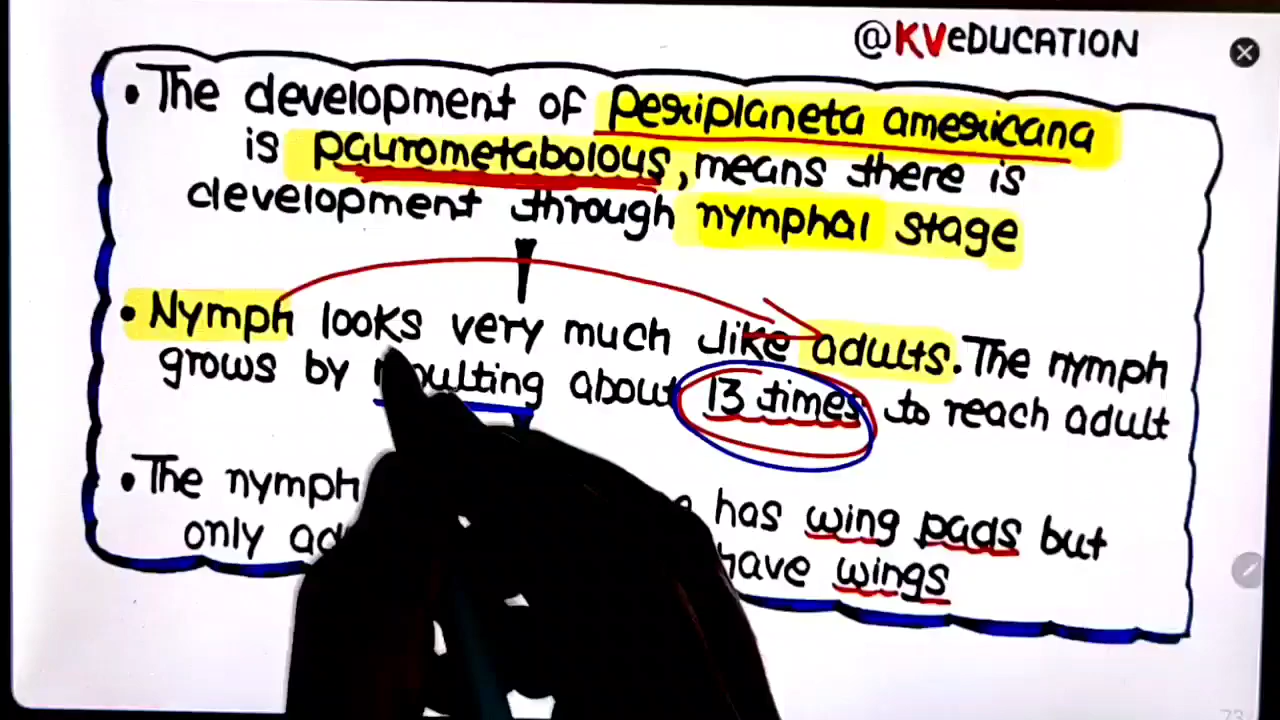 @KVeDUCATION
• The development of Periplaneta americana
is paurometabolous, means there is
development through nymphal stage
• Nymph looks very much like adults. The nymph
grows by moulting about 13 times to reach adult
• The nymph has wing pads but
only have wings
73